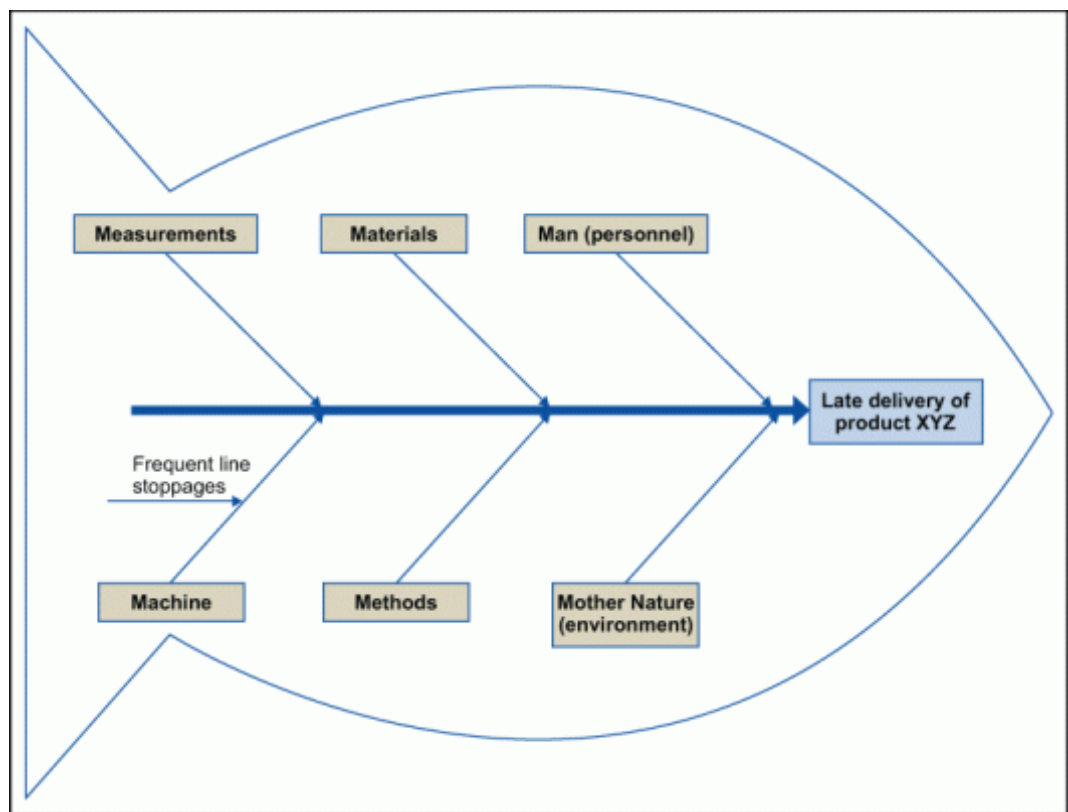 Measurements
Materials
Man (personnel)
Late delivery of
product XYZ
Frequent line
stoppages
Machine
Methods
Mother Nature
(environment)